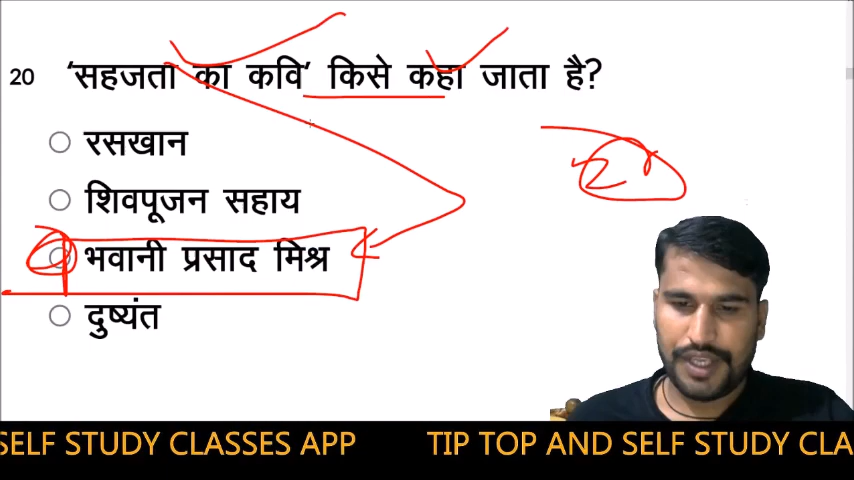 20 'सहजता का कवि' किसे कहा जाता है?
रसखान
शिवपूजन सहाय
भवानी प्रसाद मिश्र
दुष्यंत
SELF STUDY CLASSES APP TIP TOP AND SELF STUDY CLA